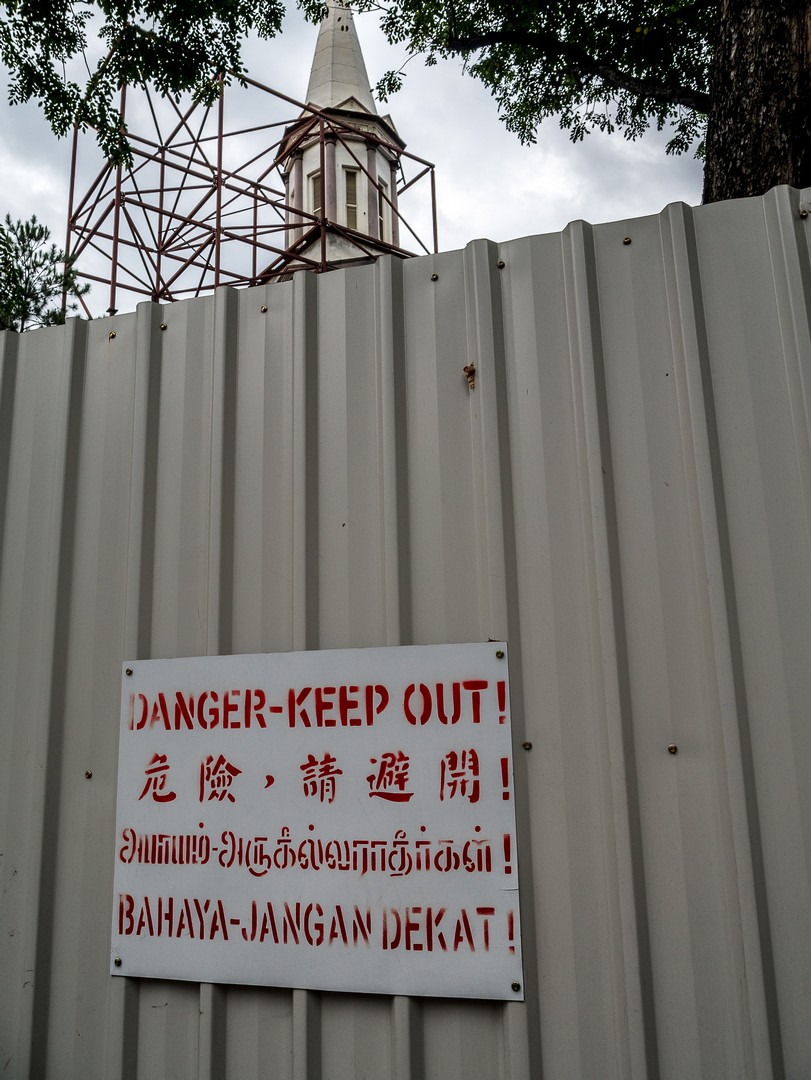 DANGER-KEEP OUT!
危險，請避開!
அபாயம்-அருகில்வராதீர்கள்!
BAHAYA-JANGAN DEKAT!